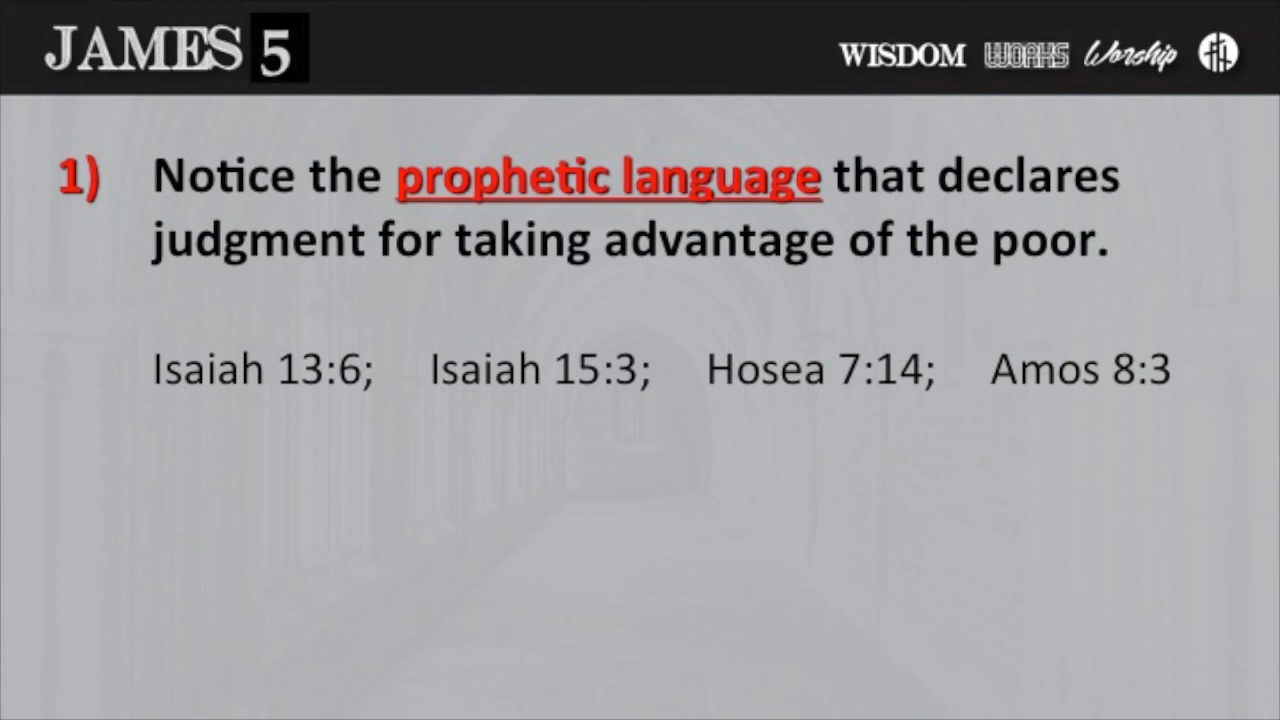 JAMES 5
WISDOM WORKS Worship
1) Notice the prophetic language that declares
judgment for taking advantage of the poor.
Isaiah 13:6; Isaiah 15:3; Hosea 7:14; Amos 8:3